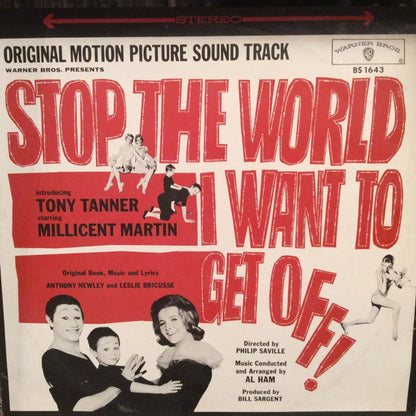 STEREO
ORIGINAL MOTION PICTURE SOUND TRACK
WARNER BROS. PRESENTS
WARNER BROS.
BS 1643
STOP THE WORLD
I WANT TO
GET OFF!
introducing
TONY TANNER
starring
MILLICENT MARTIN
Original Book, Music and Lyrics
ANTHONY NEWLEY and LESLIE BRICUSSE
Directed by
PHILIP SAVILLE
Music Conducted
and Arranged by
AL HAM
Produced by
BILL SARGENT